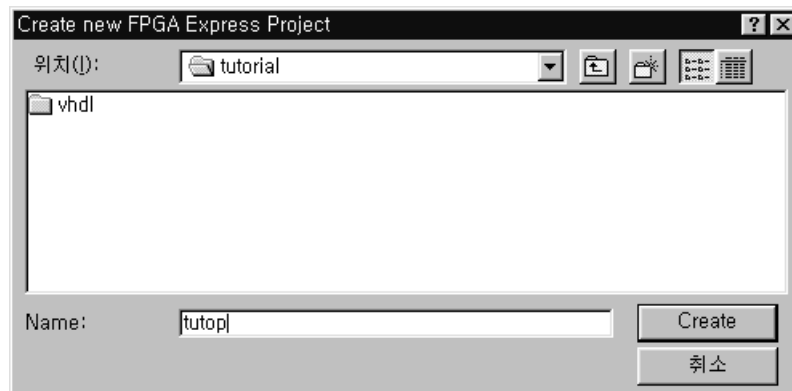 Create new FPGA Express Project
위치(I): tutorial
vhdl
Name: tutop Create
취소